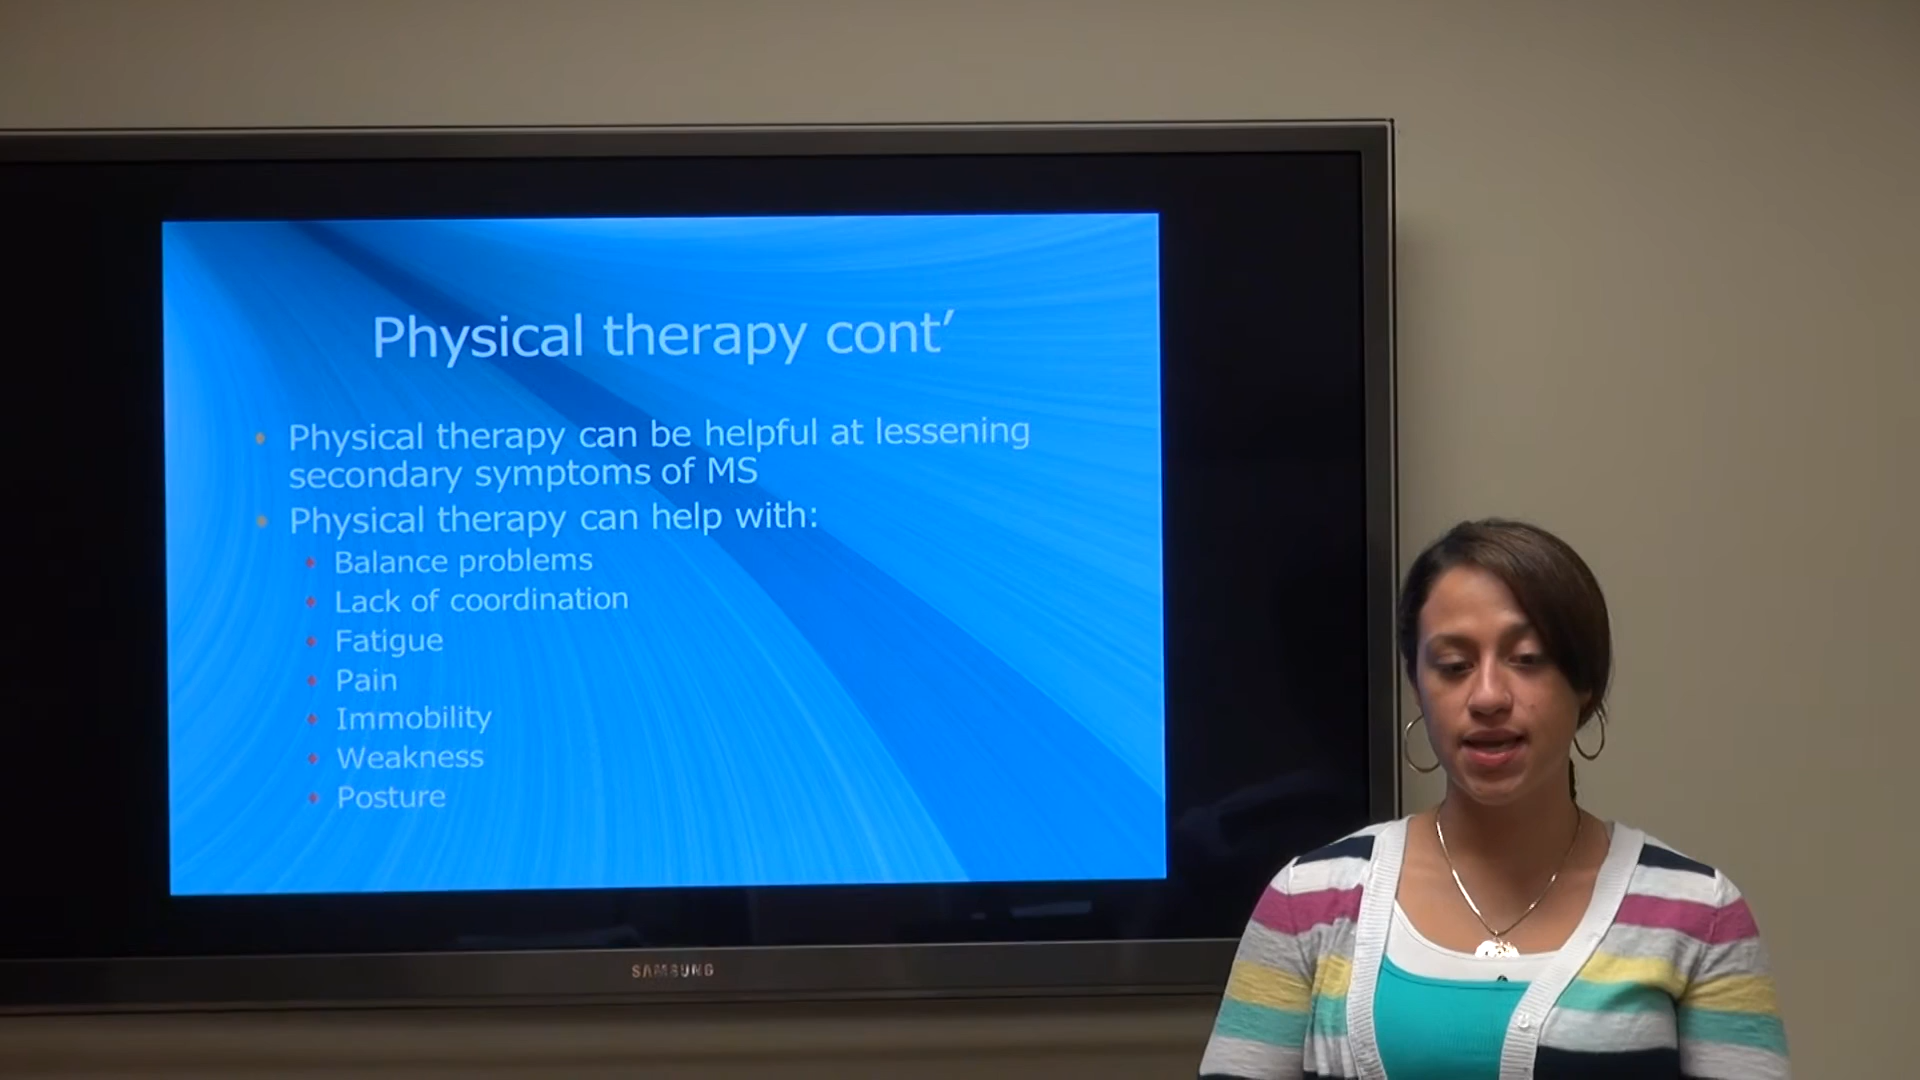 Physical therapy cont’
• Physical therapy can be helpful at lessening
secondary symptoms of MS
• Physical therapy can help with:
♦ Balance problems
♦ Lack of coordination
♦ Fatigue
♦ Pain
♦ Immobility
♦ Weakness
♦ Posture
SAMSUNG